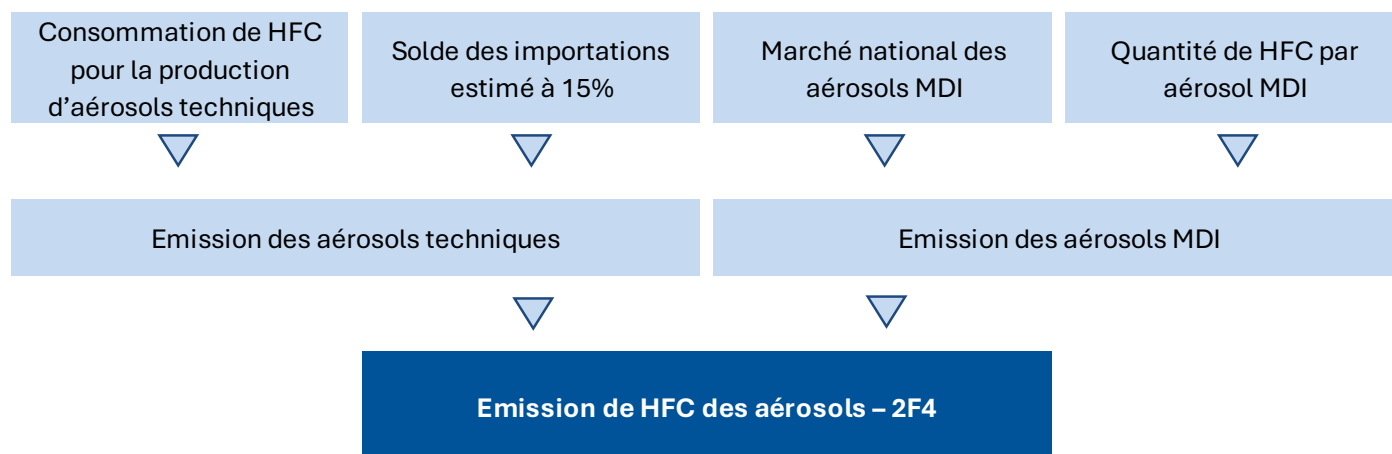 Consommation de HFC
pour la production
d’aérosols techniques
Solde des importations
estimé à 15%
Marché national des
aérosols MDI
Quantité de HFC par
aérosol MDI
Emission des aérosols techniques
Emission des aérosols MDI
Emission de HFC des aérosols – 2F4